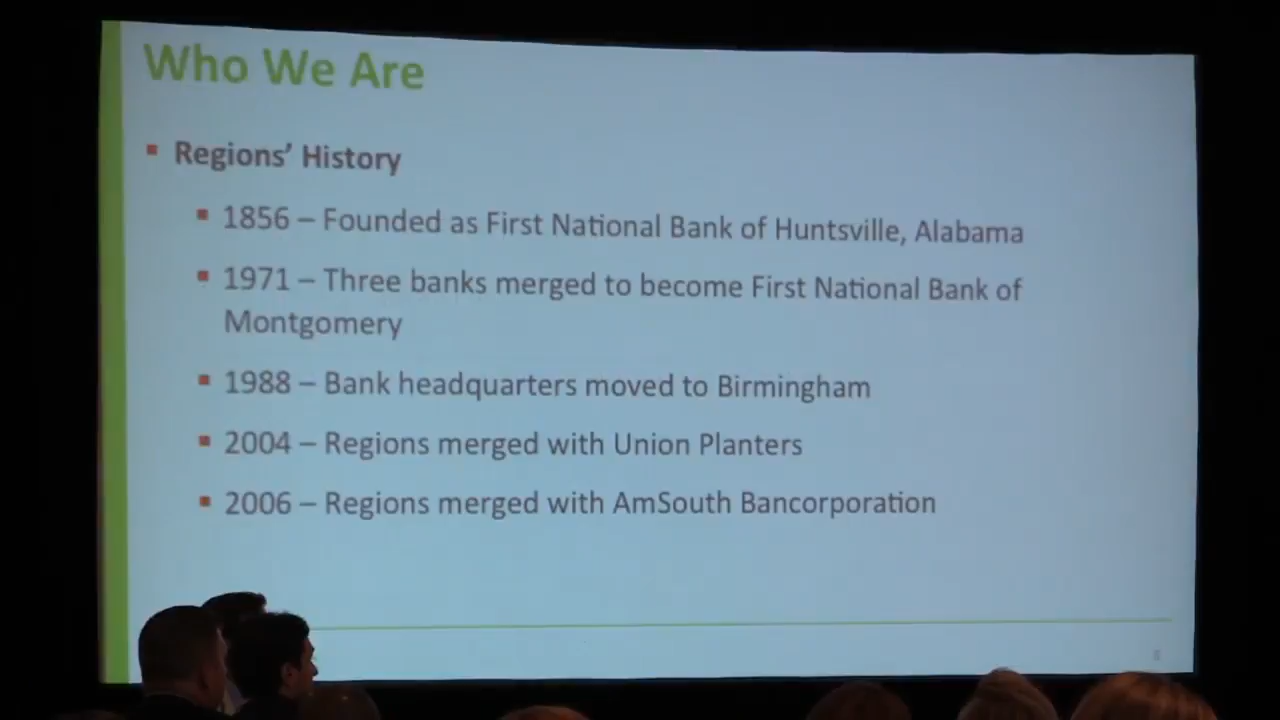 Who We Are
▪ Regions’ History
▪ 1856 – Founded as First National Bank of Huntsville, Alabama
▪ 1971 – Three banks merged to become First National Bank of
Montgomery
▪ 1988 – Bank headquarters moved to Birmingham
▪ 2004 – Regions merged with Union Planters
▪ 2006 – Regions merged with AmSouth Bancorporation